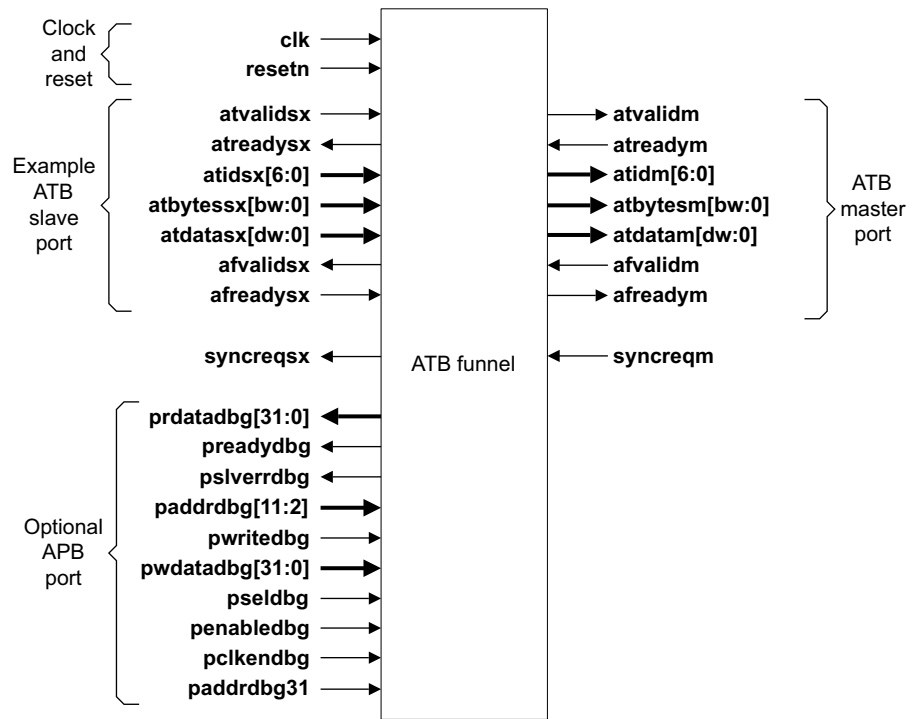 Clock
and
reset
clk
resetn
Example
ATB
slave
port
atvalidsx
atreadysx
atidsx[6:0]
atbytessx[bw:0]
atdatasx[dw:0]
afvalidsx
afreadysx
syncreqsx
Optional
APB
port
prdatadbg[31:0]
preadydbg
pslverrdbg
paddrdbg[11:2]
pwritedbg
pwdatadbg[31:0]
pseldbg
penabledbg
pclkendbg
paddrdbg31
ATB funnel
atvalidm
atreadym
atidm[6:0]
atbytesm[bw:0]
atdatam[dw:0]
afvalidm
afreadym
syncreqm
ATB
master
port